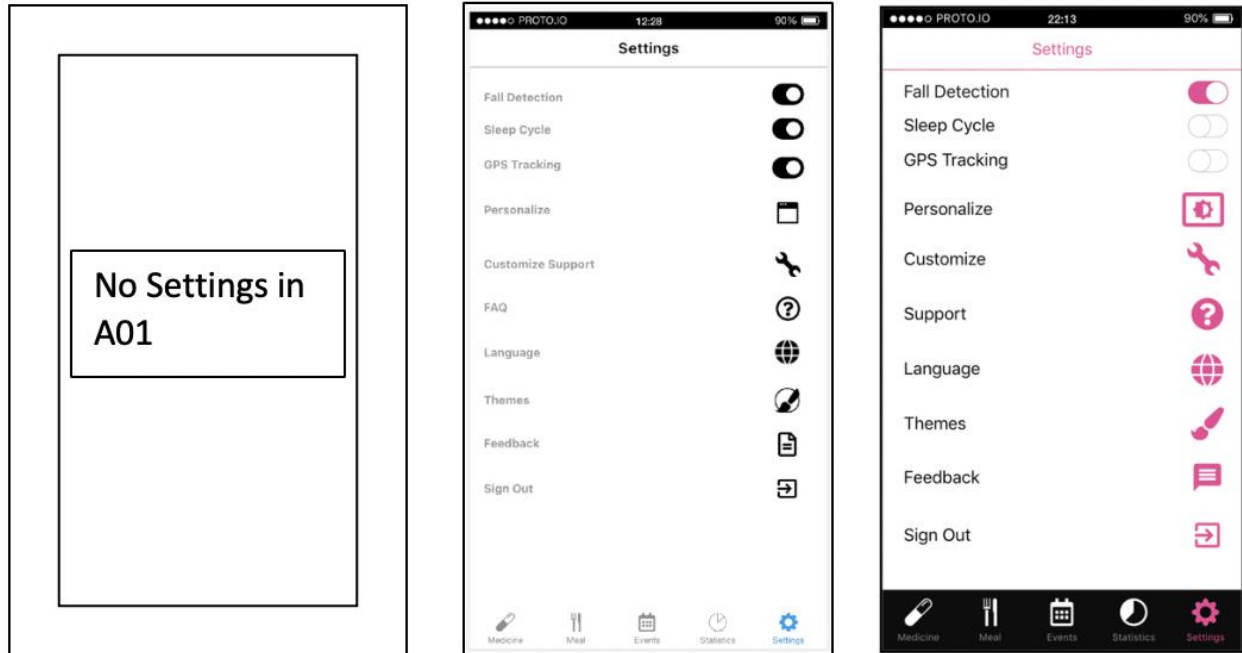 No Settings in
A01
PROTO.IO 12:28 90%
Settings
Fall Detection
Sleep Cycle
GPS Tracking
Personalize
Customize Support
FAQ
Language
Themes
Feedback
Sign Out
Medicine Meal Events Statistics Settings
PROTO.IO 22:13 90%
Settings
Fall Detection
Sleep Cycle
GPS Tracking
Personalize
Customize
Support
Language
Themes
Feedback
Sign Out
Medicine Meal Events Statistics Settings